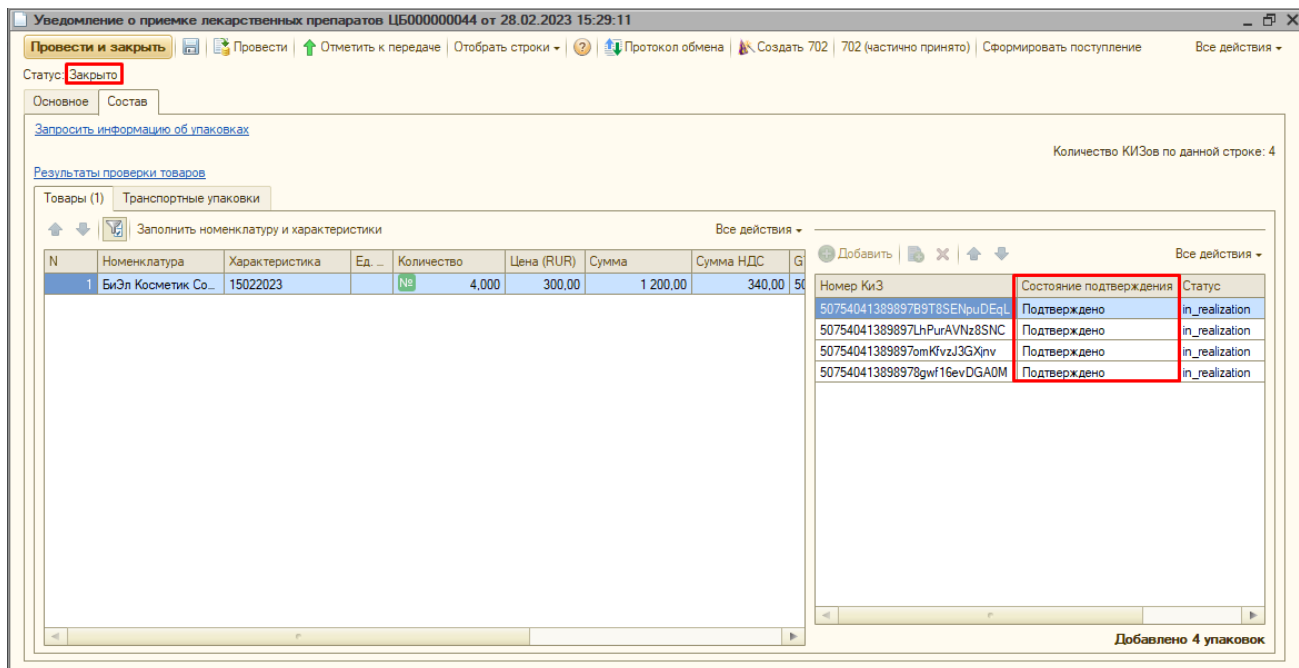 Уведомление о приемке лекарственных препаратов ЦБ000000044 от 28.02.2023 15:29:11
Провести и закрыть Провести Отметить к передаче Отобрать строки Протокол обмена Создать 702 702 (частично принято) Сформировать поступление Все действия
Статус: Закрыто
Основное Состав
Запросить информацию об упаковках
Количество КИЗов по данной строке: 4
Результаты проверки товаров
Товары (1) Транспортные упаковки
Заполнить номенклатуру и характеристики Все действия
Добавить Все действия
N Номенклатура Характеристика Ед. ... Количество Цена (RUR) Сумма Сумма НДС G
1 БиЭл Косметик Со... 15022023 № 4,000 300,00 1 200,00 340,00 50
Номер КиЗ Состояние подтверждения Статус
50754041389897B9T8SENpuDEqL Подтверждено in_realization
50754041389897LhPurAVNz8SNC Подтверждено in_realization
50754041389897omKfvzJ3GXjnv Подтверждено in_realization
507540413898978gwf16evDGA0M Подтверждено in_realization
Добавлено 4 упаковок